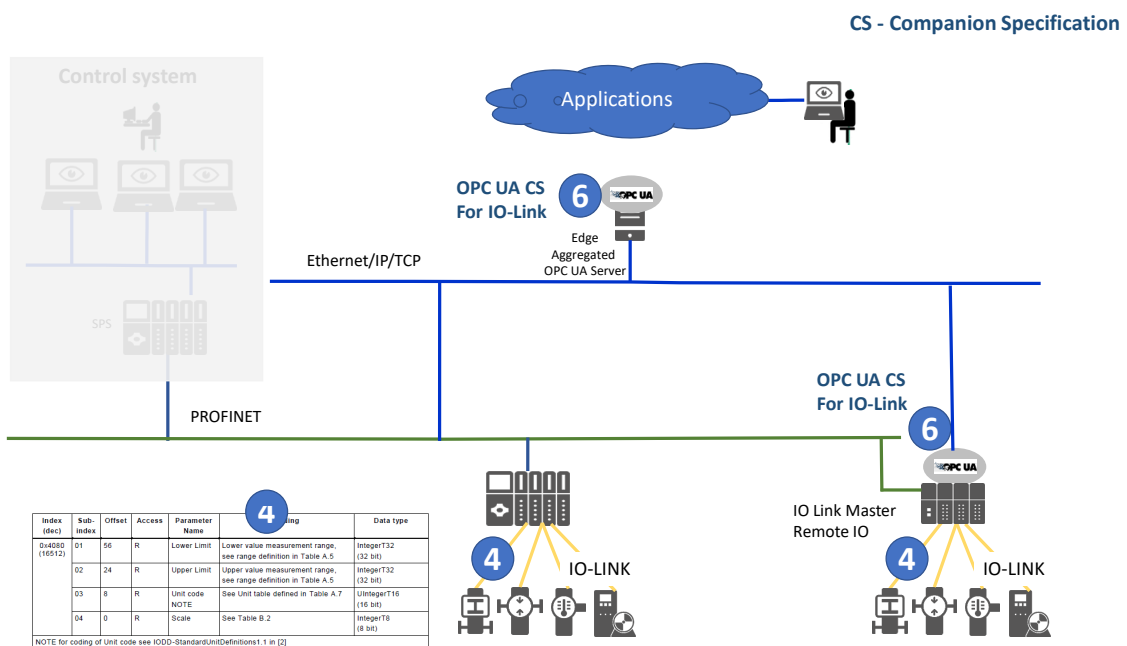 CS - Companion Specification
Control system
Applications
OPC UA CS
For IO-Link
6
OPC UA
Edge
Aggregated
OPC UA Server
Ethernet/IP/TCP
SPS
OPC UA CS
For IO-Link
PROFINET
6
OPC UA
4
IO Link Master
Remote IO
4
IO-LINK
4
IO-LINK
Index (dec) Sub-index Offset Access Parameter Name Data type
0x4080 (16512) 01 56 R Lower Limit Lower value measurement range, see range definition in Table A.5 IntegerT32 (32 bit)
02 24 R Upper Limit Upper value measurement range, see range definition in Table A.5 IntegerT32 (32 bit)
03 8 R Unit code NOTE See Unit table defined in Table A.7 UIntegerT16 (16 bit)
04 0 R Scale See Table B.2 IntegerT8 (8 bit)
NOTE for coding of Unit code see IODD-StandardUnitDefinitions1.1 in [2]